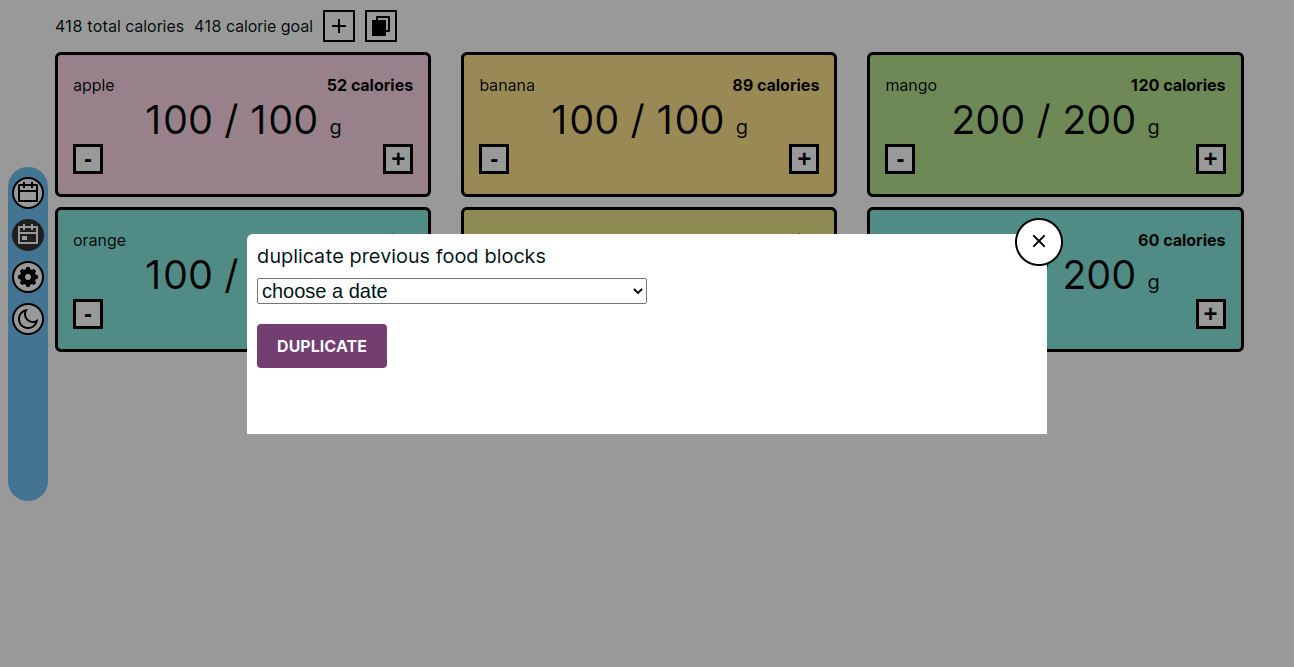 418 total calories 418 calorie goal +
apple 52 calories
100 / 100 g
- +
banana 89 calories
100 / 100 g
- +
mango 120 calories
200 / 200 g
- +
orange
100 /
-
60 calories
200 g
+
duplicate previous food blocks
choose a date
DUPLICATE